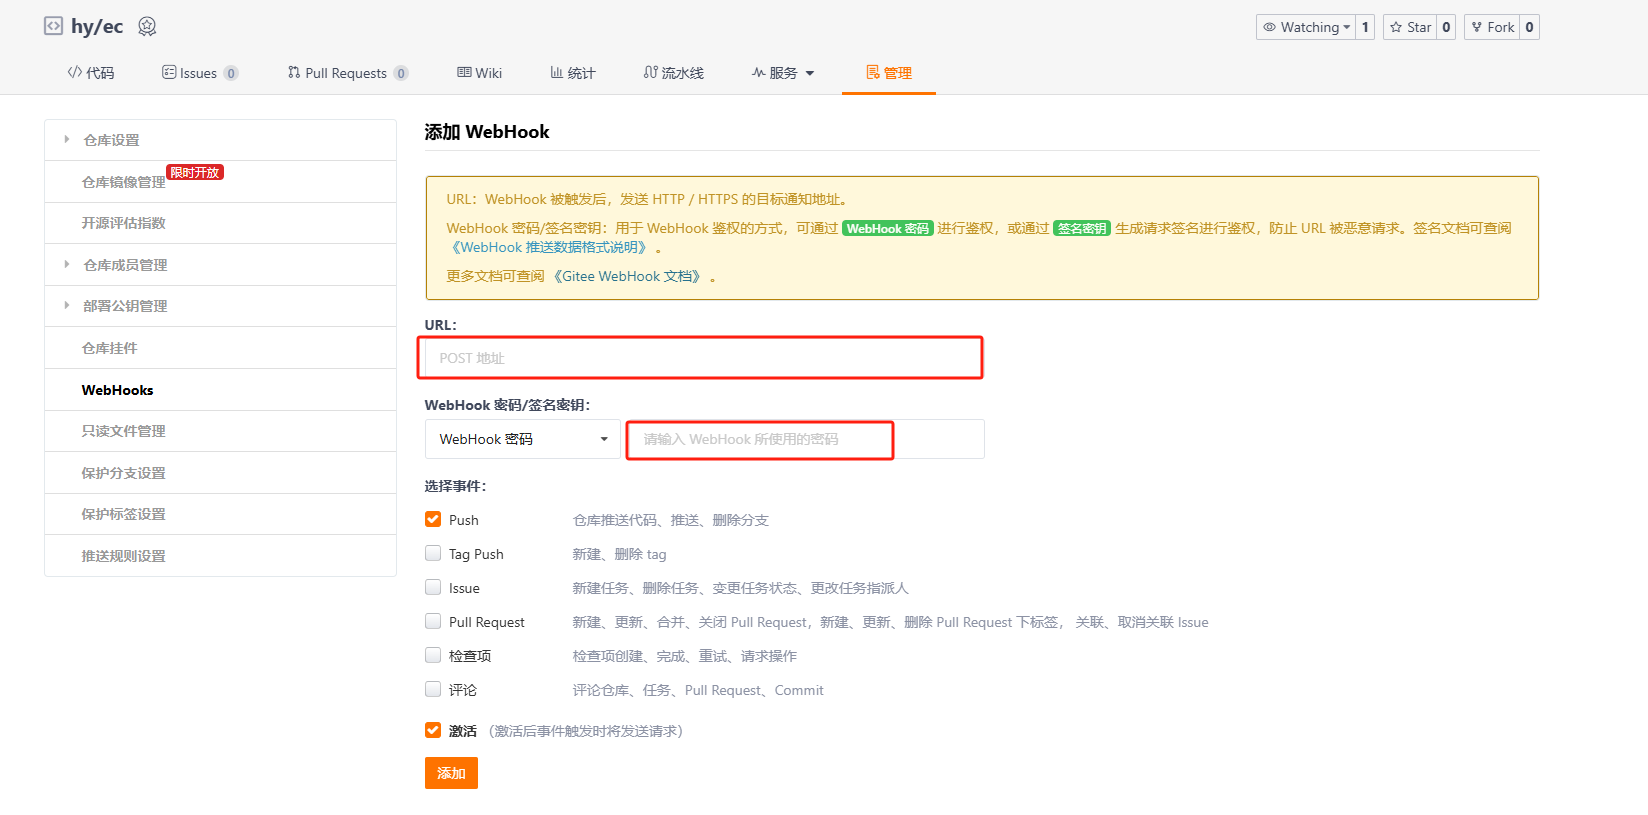 hy/ec
Watching 1 Star 0 Fork 0
代码 Issues 0 Pull Requests 0 Wiki 统计 流水线 服务 管理
仓库设置
仓库镜像管理 限时开放
开源评估指数
仓库成员管理
部署公钥管理
仓库挂件
WebHooks
只读文件管理
保护分支设置
保护标签设置
推送规则设置
添加 WebHook
URL：WebHook 被触发后，发送 HTTP / HTTPS 的目标通知地址。
WebHook 密码/签名密钥：用于 WebHook 鉴权的方式，可通过 WebHook 密码 进行鉴权，或通过 签名密钥 生成请求签名进行鉴权，防止 URL 被恶意请求。签名文档可查阅
《WebHook 推送数据格式说明》 。
更多文档可查阅 《Gitee WebHook 文档》 。
URL：
POST 地址
WebHook 密码/签名密钥：
WebHook 密码 请输入 WebHook 所使用的密码
选择事件：
Push 仓库推送代码、推送、删除分支
Tag Push 新建、删除 tag
Issue 新建任务、删除任务、变更任务状态、更改任务指派人
Pull Request 新建、更新、合并、关闭 Pull Request，新建、更新、删除 Pull Request 下标签， 关联、取消关联 Issue
检查项 检查项创建、完成、重试、请求操作
评论 评论仓库、任务、Pull Request、Commit
激活 （激活后事件触发时将发送请求）
添加